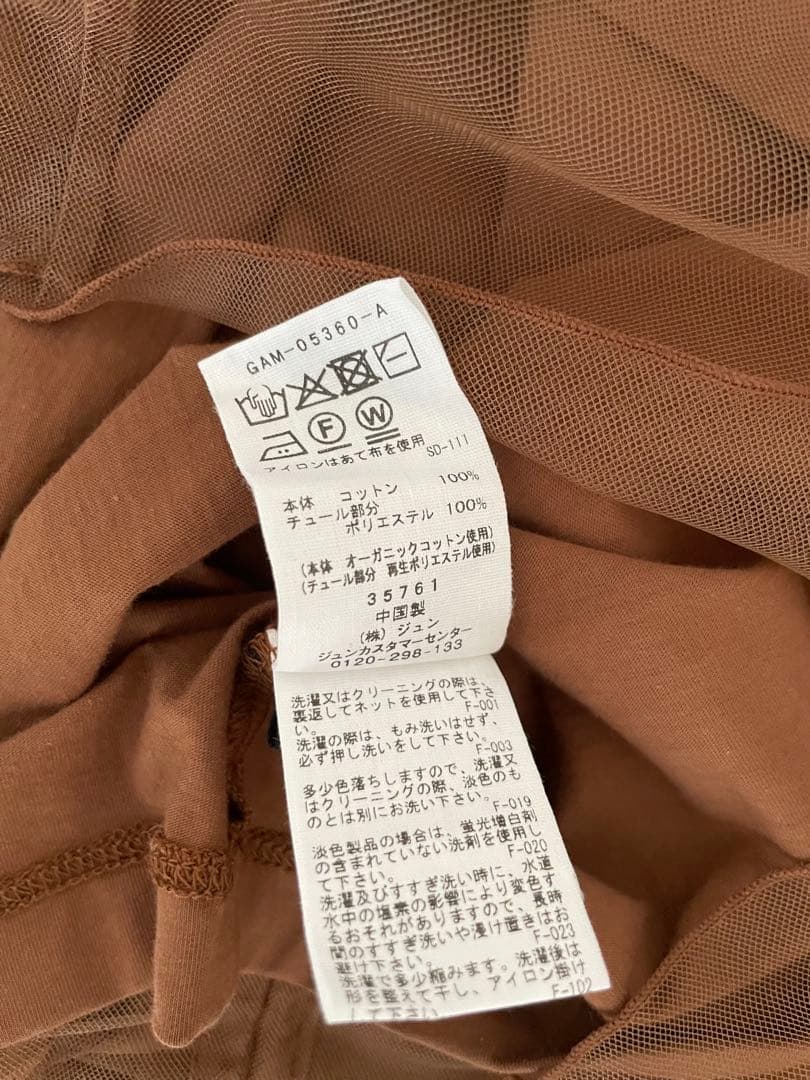 GAM-05360-A
F W
アイロンはあて布を使用 SD-111
本体 コットン 100%
チュール部分
ポリエステル 100%
(本体 オーガニックコットン使用)
(チュール部分 再生ポリエステル使用)
35761
中国製
(株) ジュン
ジュンカスタマーセンター
0120-298-133
洗濯又はクリーニングの際は、
裏返してネットを使用して下さ
い。 F-001
洗濯の際は、もみ洗いはせず、
必ず押し洗いをして下さい。
F-003
多少色落ちしますので、洗濯又
はクリーニングの際、淡色のも
のとは別にお洗い下さい。
F-019
淡色製品の場合は、蛍光増白剤
の含まれていない洗剤を使用し
て下さい。 F-020
洗濯及びすすぎ洗い時に、水道
水中の塩素の影響により変色す
るおそれがありますので、長時
間のすすぎ洗いや浸け置きはお
避け下さい。 F-023
洗濯で多少縮みます。洗濯後は
形を整えて干し、アイロン掛け
F-102